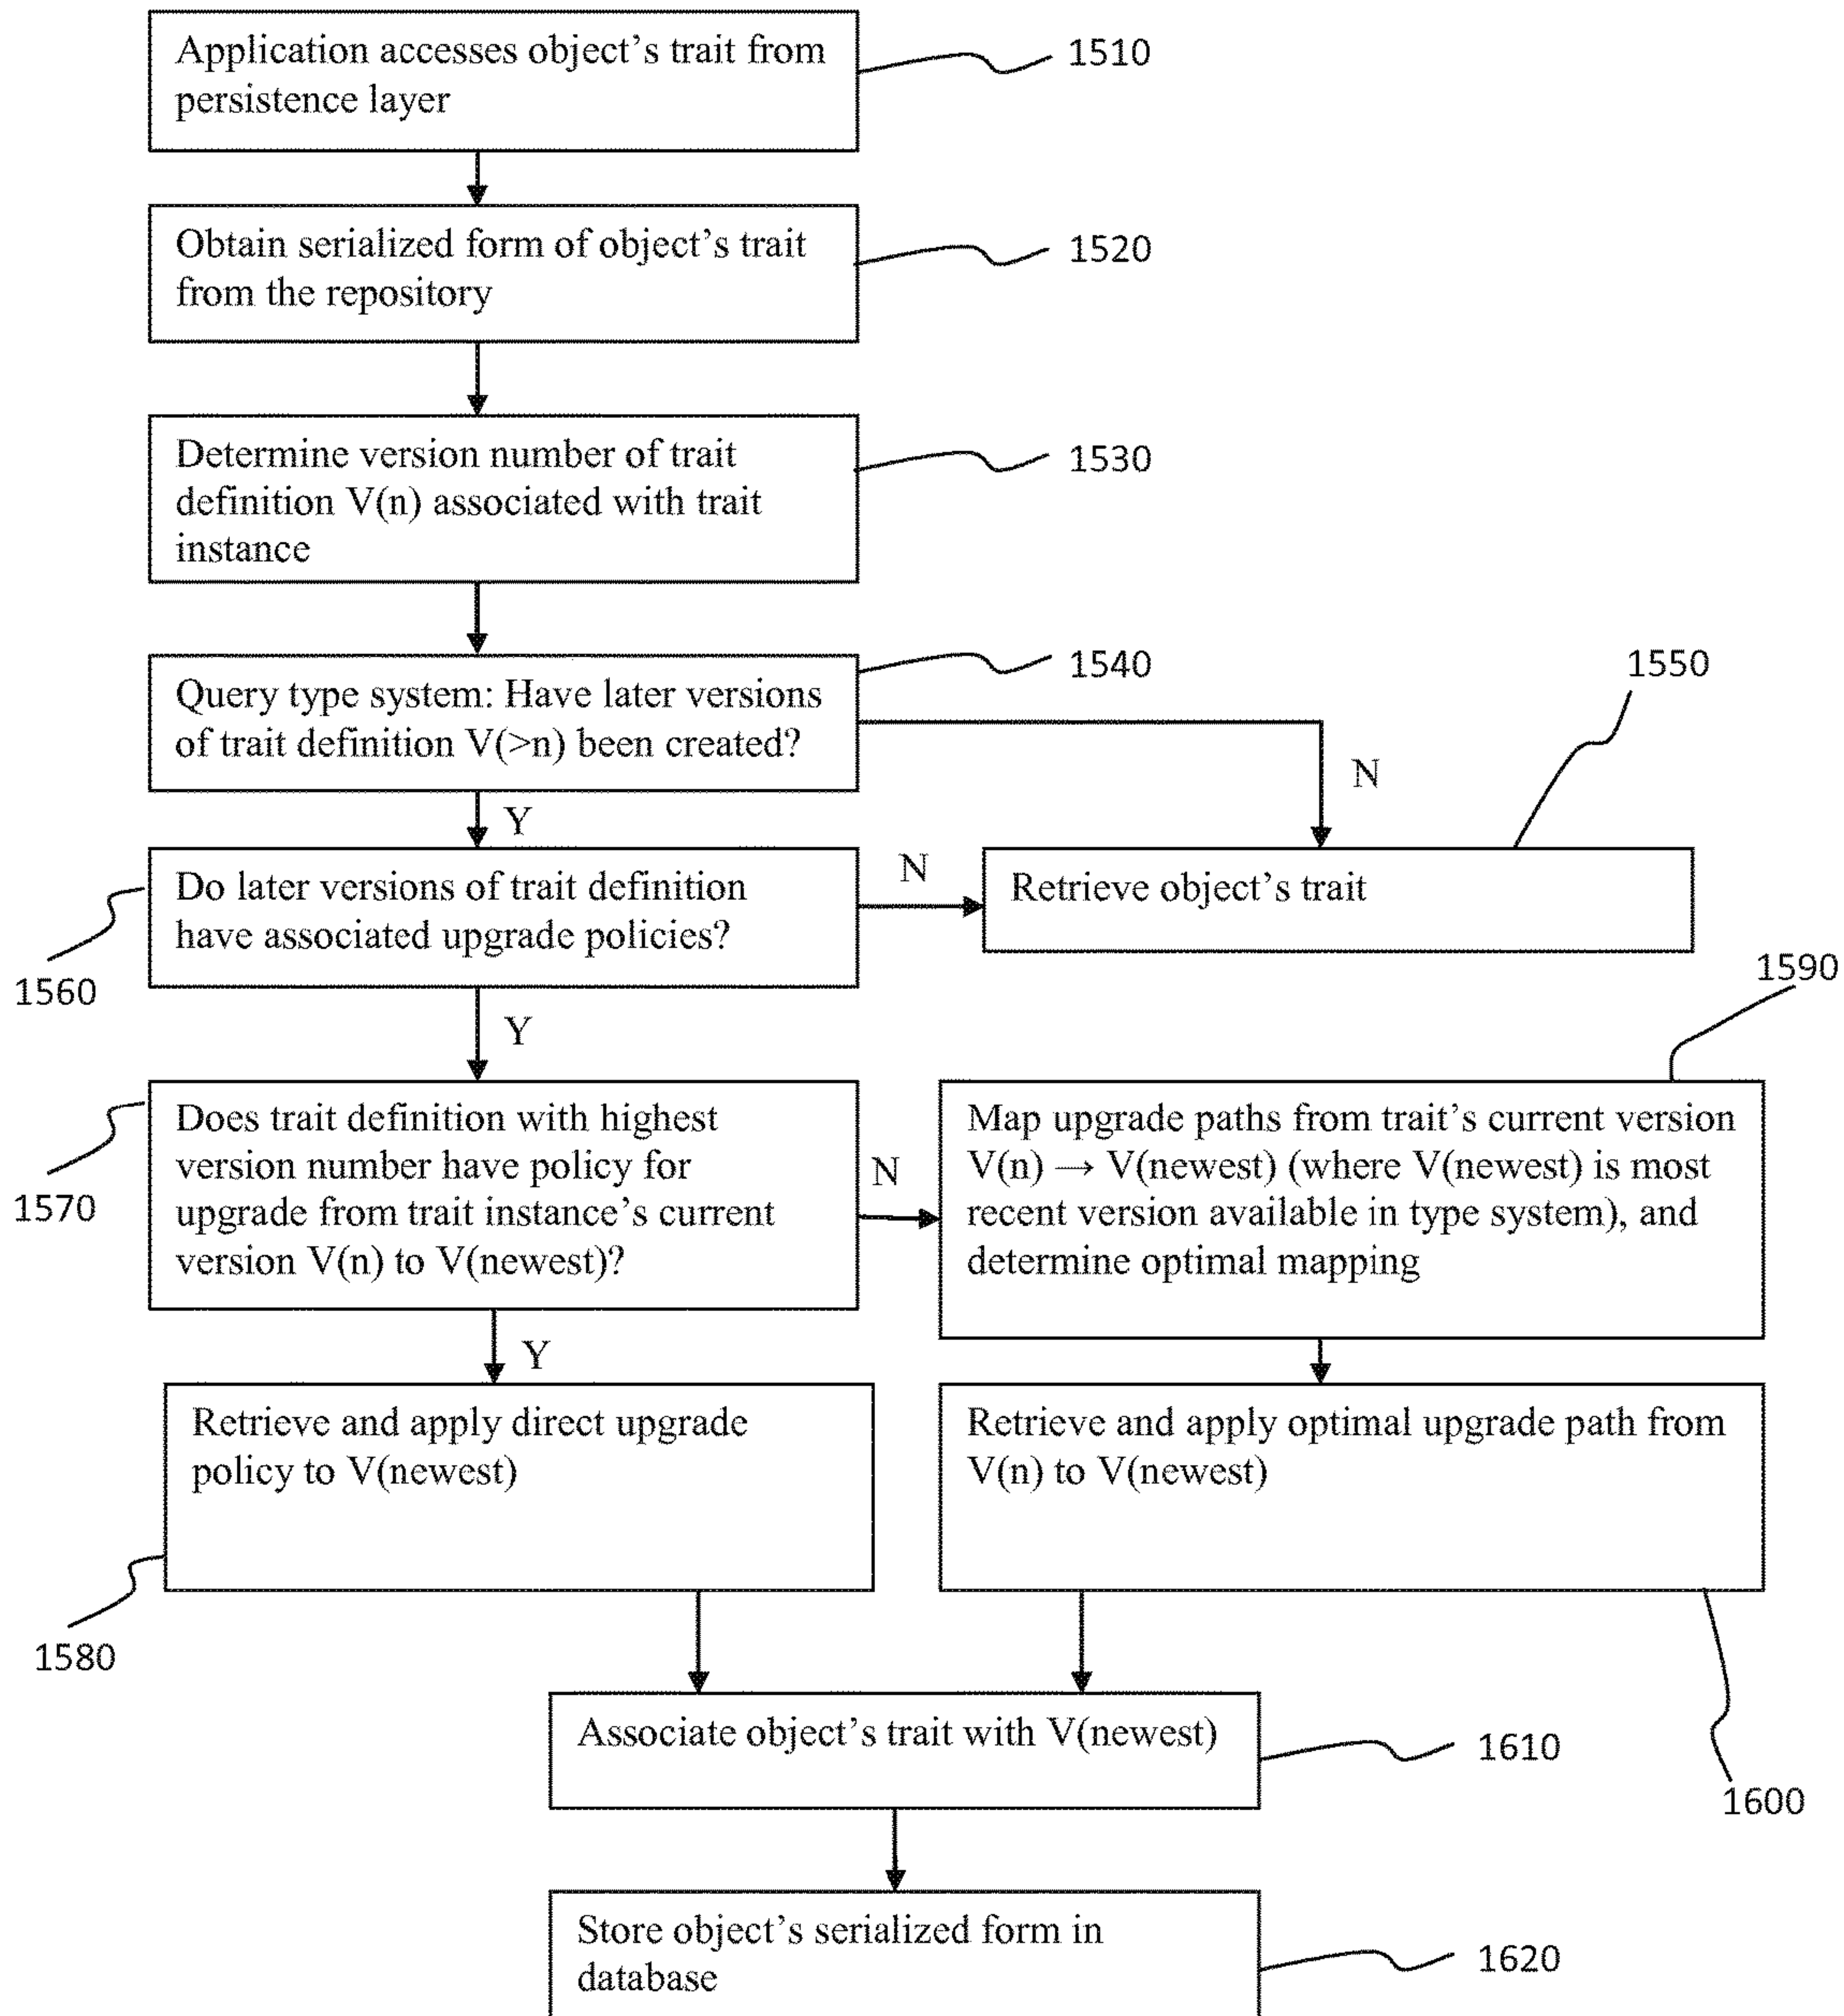 Application accesses object's trait from
persistence layer
1510
Obtain serialized form of object's trait
from the repository
1520
Determine version number of trait
definition V(n) associated with trait
instance
1530
Query type system: Have later versions
of trait definition V(>n) been created?
1540
1550
N
Y
Do later versions of trait definition
have associated upgrade policies?
N
Retrieve object's trait
1560
1590
Y
Does trait definition with highest
version number have policy for
upgrade from trait instance's current
version V(n) to V(newest)?
1570
N
Map upgrade paths from trait's current version
V(n) → V(newest) (where V(newest) is most
recent version available in type system), and
determine optimal mapping
Y
Retrieve and apply direct upgrade
policy to V(newest)
Retrieve and apply optimal upgrade path from
V(n) to V(newest)
1580
Associate object's trait with V(newest)
1610
1600
Store object's serialized form in
database
1620